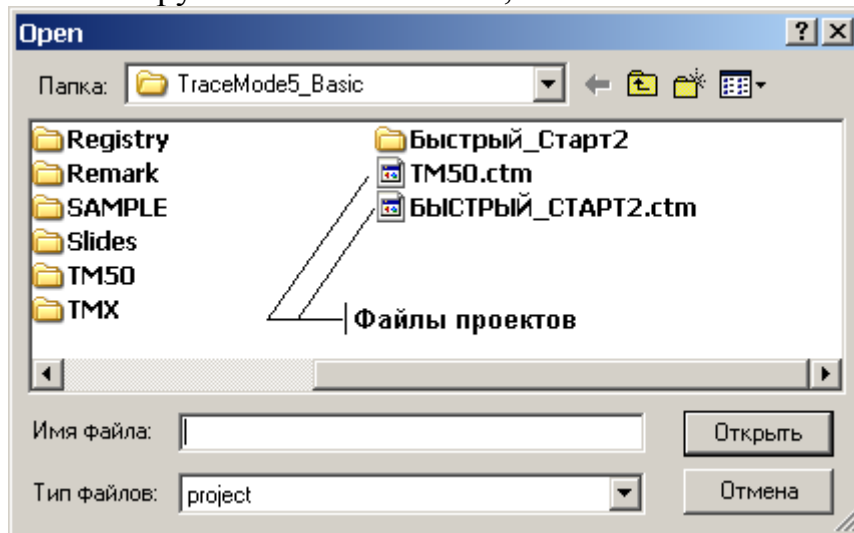 Open
Папка: TraceMode5_Basic
Registry
Remark
SAMPLE
Slides
TM50
TMX
Быстрый_Старт2
TM50.ctm
БЫСТРЫЙ_СТАРТ2.ctm
Файлы проектов
Имя файла:
Открыть
Тип файлов: project
Отмена